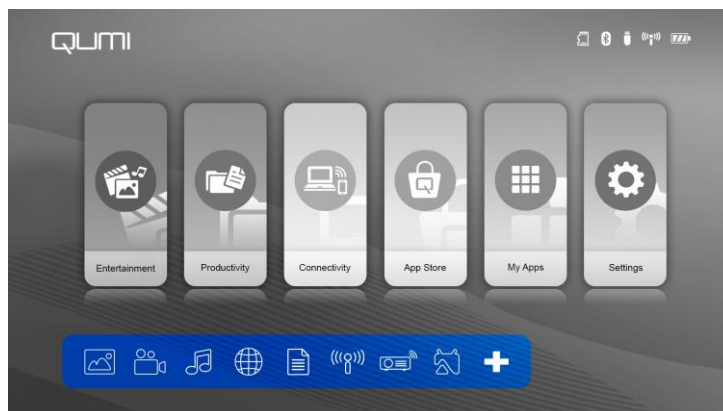 QUMI
Entertainment
Productivity
Connectivity
App Store
My Apps
Settings